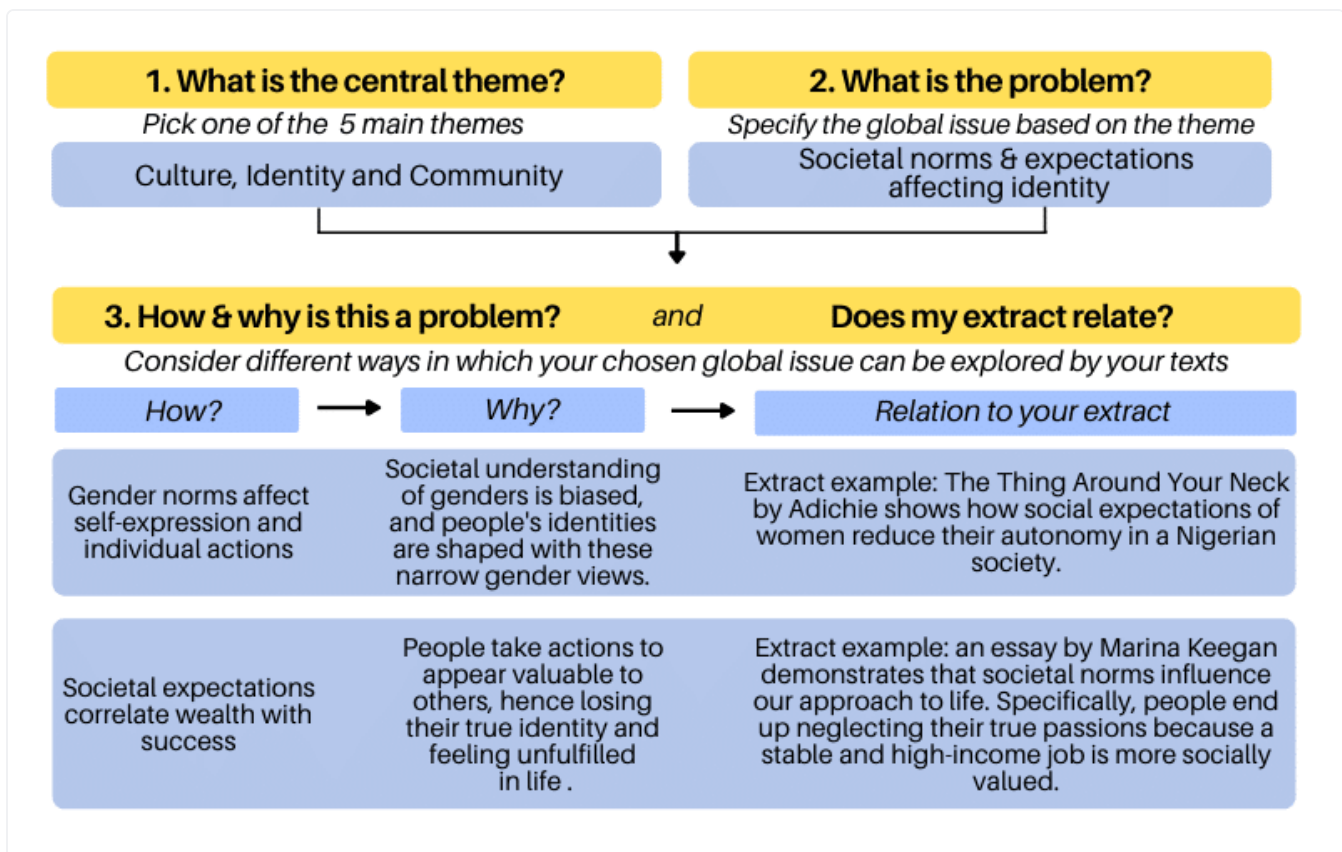 1. What is the central theme?
Pick one of the 5 main themes
Culture, Identity and Community
2. What is the problem?
Specify the global issue based on the theme
Societal norms & expectations
affecting identity
3. How & why is this a problem? and Does my extract relate?
Consider different ways in which your chosen global issue can be explored by your texts
How?
Why?
Relation to your extract
Gender norms affect
self-expression and
individual actions
Societal understanding
of genders is biased,
and people's identities
are shaped with these
narrow gender views.
Extract example: The Thing Around Your Neck
by Adichie shows how social expectations of
women reduce their autonomy in a Nigerian
society.
Societal expectations
correlate wealth with
success
People take actions to
appear valuable to
others, hence losing
their true identity and
feeling unfulfilled
in life .
Extract example: an essay by Marina Keegan
demonstrates that societal norms influence
our approach to life. Specifically, people end
up neglecting their true passions because a
stable and high-income job is more socially
valued.